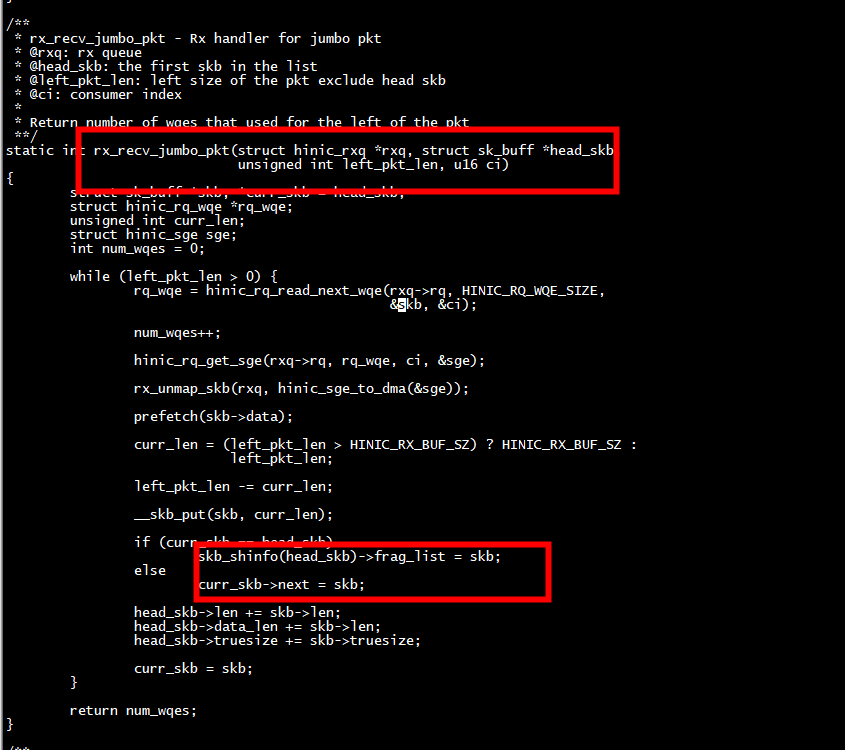 }
/**
 * rx_recv_jumbo_pkt - Rx handler for jumbo pkt
 * @rxq: rx queue
 * @head_skb: the first skb in the list
 * @left_pkt_len: left size of the pkt exclude head skb
 * @ci: consumer index
 *
 * Return number of wqes that used for the left of the pkt
 **/
static int rx_recv_jumbo_pkt(struct hinic_rxq *rxq, struct sk_buff *head_skb
                             unsigned int left_pkt_len, u16 ci)
{
        struct sk_buff *skb, *curr_skb = head_skb;
        struct hinic_rq_wqe *rq_wqe;
        unsigned int curr_len;
        struct hinic_sge sge;
        int num_wqes = 0;

        while (left_pkt_len > 0) {
                rq_wqe = hinic_rq_read_next_wqe(rxq->rq, HINIC_RQ_WQE_SIZE,
                                                &skb, &ci);

                num_wqes++;

                hinic_rq_get_sge(rxq->rq, rq_wqe, ci, &sge);

                rx_unmap_skb(rxq, hinic_sge_to_dma(&sge));

                prefetch(skb->data);

                curr_len = (left_pkt_len > HINIC_RX_BUF_SZ) ? HINIC_RX_BUF_SZ :
                            left_pkt_len;

                left_pkt_len -= curr_len;

                __skb_put(skb, curr_len);

                if (curr_skb == head_skb)
                        skb_shinfo(head_skb)->frag_list = skb;
                else
                        curr_skb->next = skb;

                head_skb->len += skb->len;
                head_skb->data_len += skb->len;
                head_skb->truesize += skb->truesize;

                curr_skb = skb;
        }

        return num_wqes;
}

/**